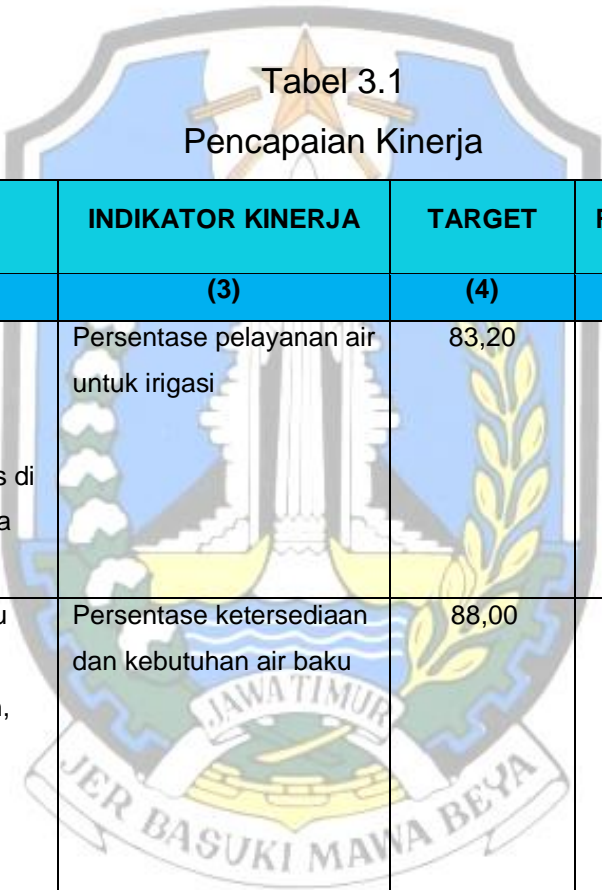 Tabel 3.1
Pencapaian Kinerja
INDIKATOR KINERJA TARGET
(3) (4)
Persentase pelayanan air 83,20
untuk irigasi
di
Persentase ketersediaan 88,00
dan kebutuhan air baku
JAWA TIMUR
JER BASUKI MAWA BEYA